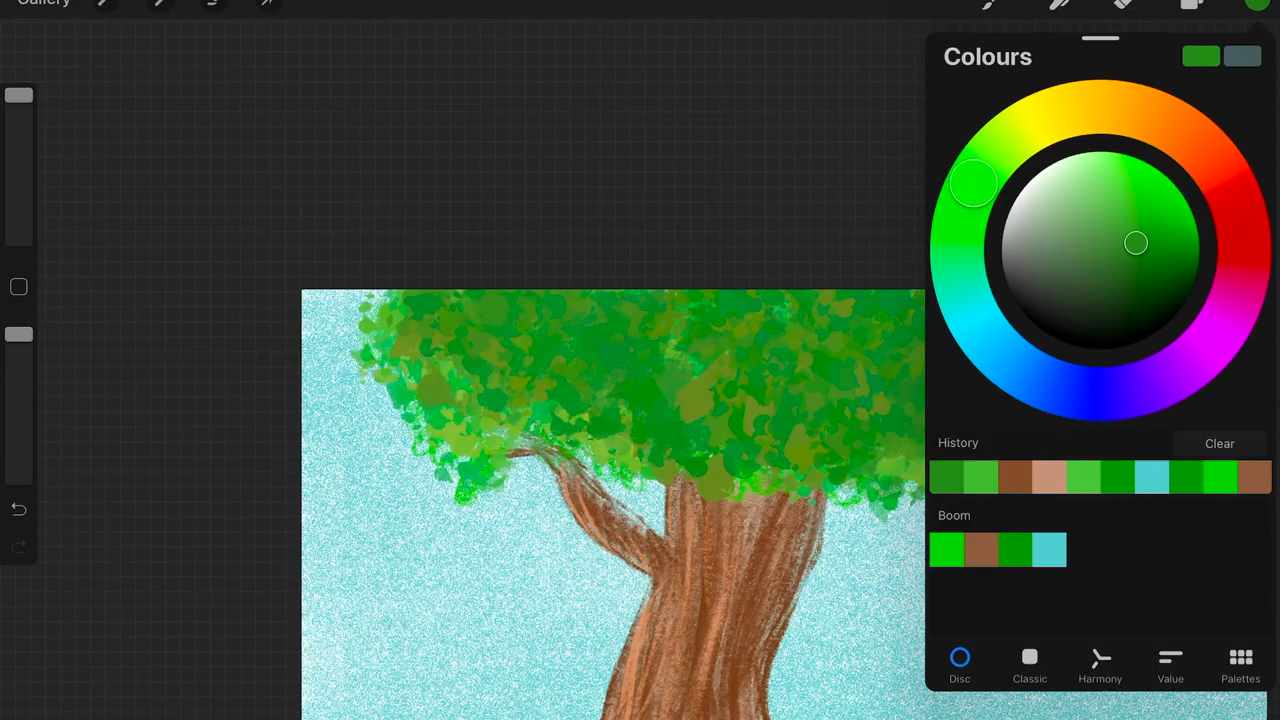 Gallery
Colours
History
Clear
Boom
Disc
Classic
Harmony
Value
Palettes